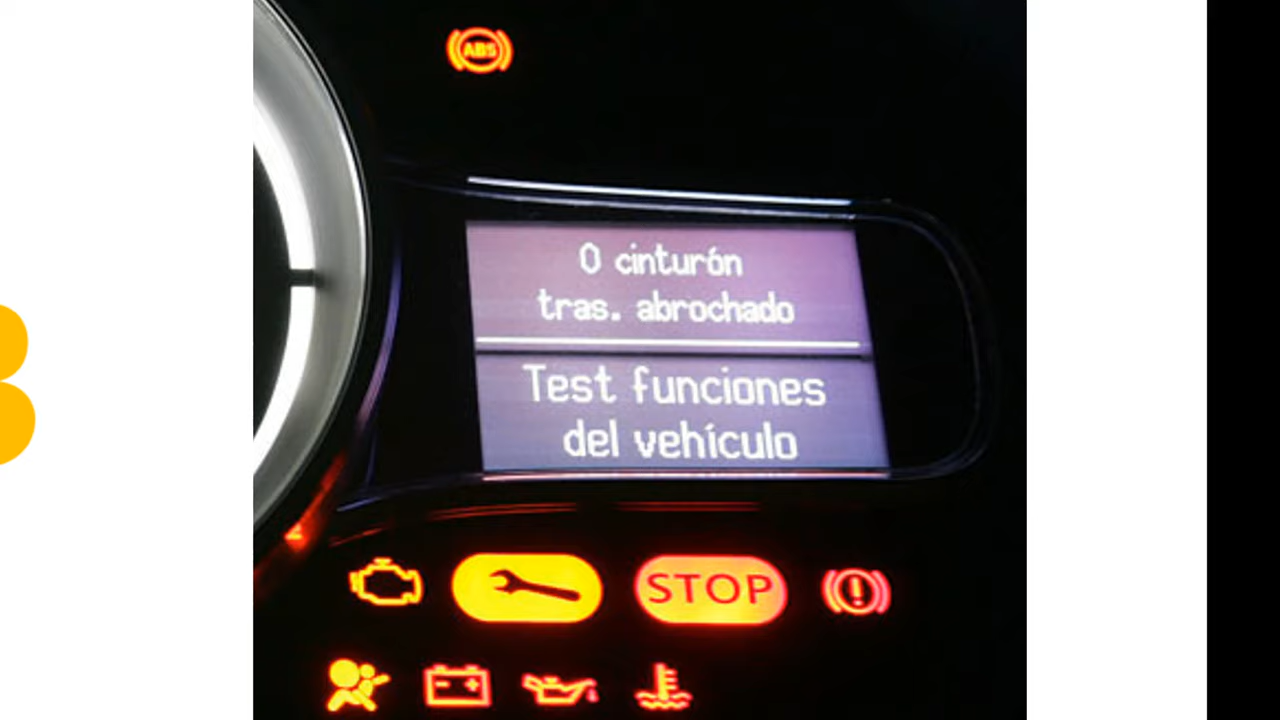 ABS
0 cinturón
tras. abrochado
Test funciones
del vehículo
STOP